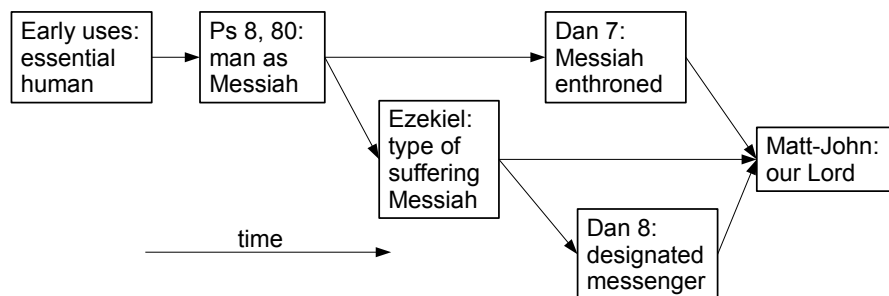 Early uses:
essential
human
Ps 8, 80:
man as
Messiah
Dan 7:
Messiah
enthroned
Ezekiel:
type of
suffering
Messiah
Matt-John:
our Lord
Dan 8:
designated
messenger
time